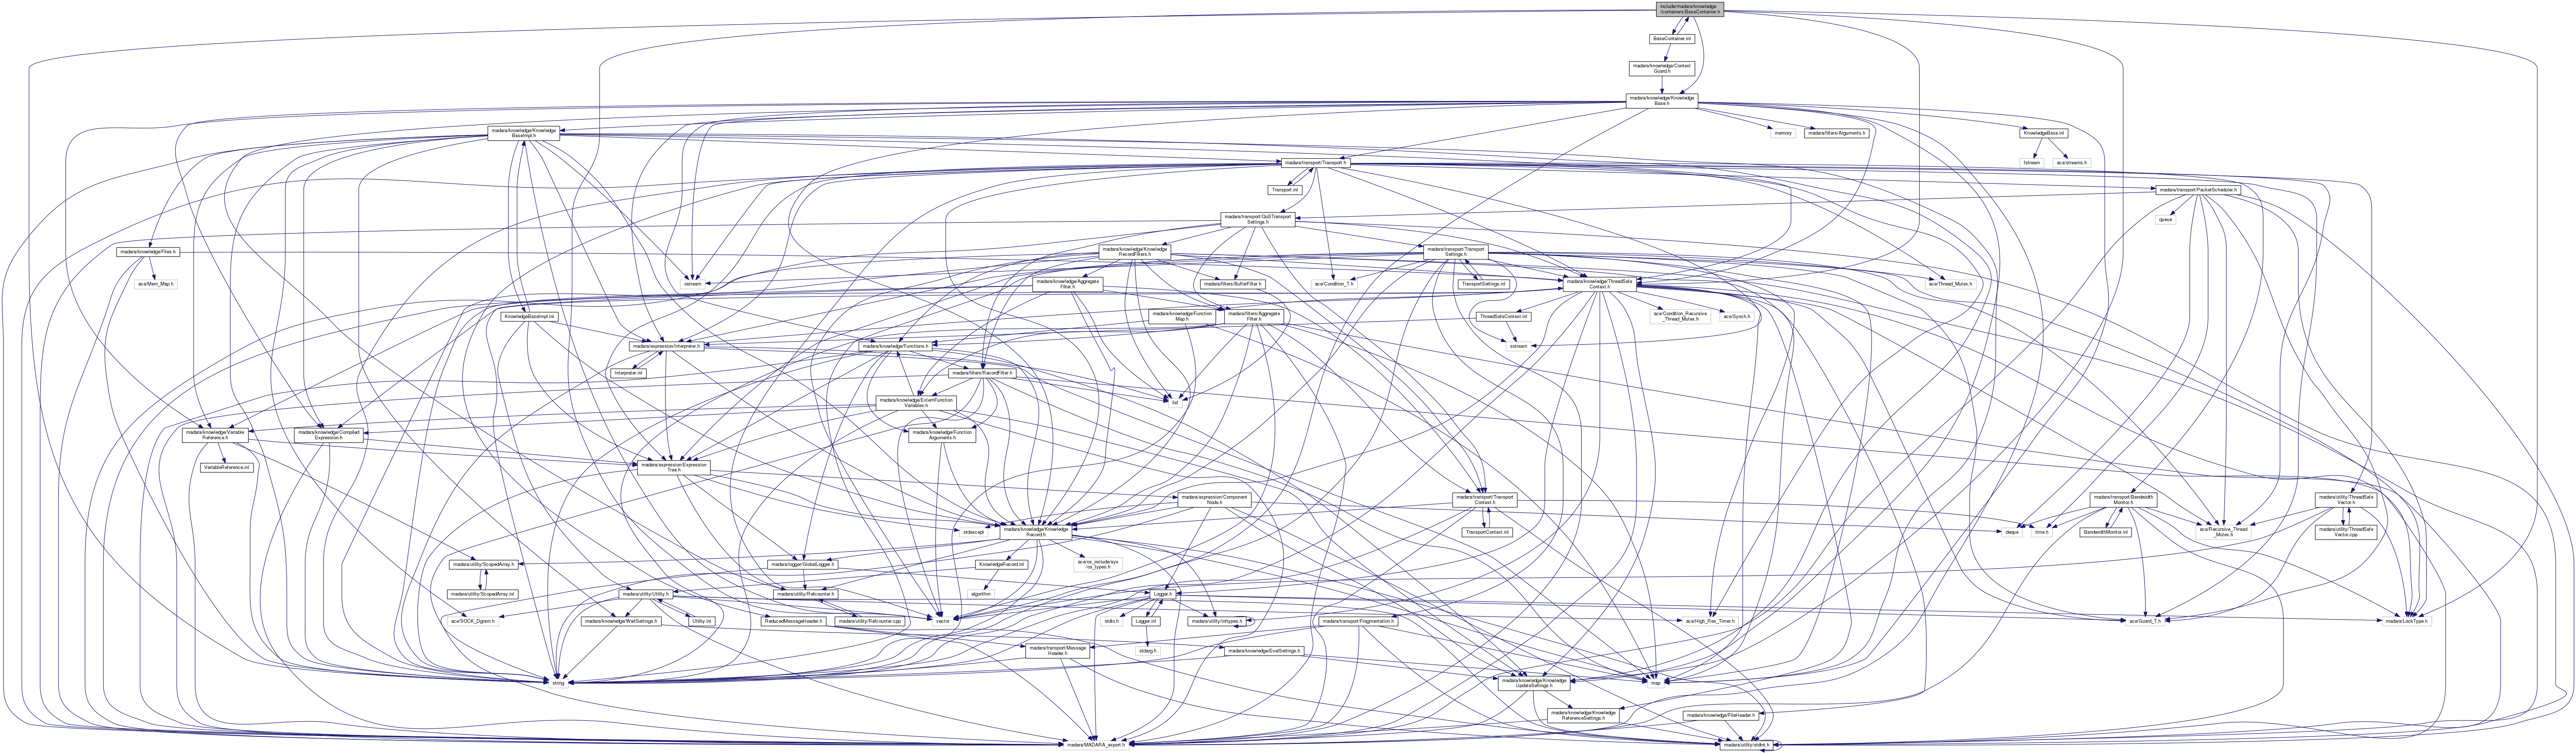 include/madara/knowledge
/containers/BaseContainer.h
BaseContainer.inl
madara/knowledge/Context
Guard.h
madara/knowledge/Knowledge
Base.h
madara/knowledge/Knowledge
BaseImpl.h
memory
madara/filters/Arguments.h
KnowledgeBase.inl
madara/transport/Transport.h
fstream
ace/streams.h
Transport.inl
madara/transport/PacketScheduler.h
madara/transport/QoSTransport
Settings.h
queue
madara/knowledge/Files.h
madara/knowledge/Knowledge
RecordFilters.h
madara/transport/Transport
Settings.h
ace/Mem_Map.h
ostream
madara/knowledge/Aggregate
Filter.h
madara/filters/BufferFilter.h
ace/Condition_T.h
TransportSettings.inl
madara/knowledge/ThreadSafe
Context.h
ace/Thread_Mutex.h
KnowledgeBaseImpl.inl
madara/knowledge/Function
Map.h
madara/filters/Aggregate
Filter.h
ThreadSafeContext.inl
ace/Condition_Recursive
_Thread_Mutex.h
ace/Synch.h
madara/expression/Interpreter.h
madara/knowledge/Functions.h
sstream
Interpreter.inl
madara/filters/RecordFilter.h
madara/knowledge/ExternFunction
Variables.h
list
madara/knowledge/Variable
Reference.h
madara/knowledge/Compiled
Expression.h
madara/knowledge/Function
Arguments.h
VariableReference.inl
madara/expression/Expression
Tree.h
madara/expression/Component
Node.h
madara/transport/Transport
Context.h
madara/transport/Bandwidth
Monitor.h
madara/utility/ThreadSafe
Vector.h
stdexcept
madara/knowledge/Knowledge
Record.h
TransportContext.inl
deque
time.h
BandwidthMonitor.inl
ace/Recursive_Thread
_Mutex.h
madara/utility/ThreadSafe
Vector.cpp
madara/utility/ScopedArray.h
madara/logger/GlobalLogger.h
KnowledgeRecord.inl
ace/os_include/sys
/os_types.h
madara/utility/ScopedArray.inl
madara/utility/Utility.h
madara/utility/Refcounter.h
algorithm
Logger.h
ace/SOCK_Dgram.h
madara/knowledge/WaitSettings.h
Utility.inl
ReducedMessageHeader.h
madara/utility/Refcounter.cpp
vector
stdio.h
Logger.inl
madara/utility/inttypes.h
madara/transport/Fragmentation.h
ace/High_Res_Timer.h
ace/Guard_T.h
madara/LockType.h
madara/transport/Message
Header.h
stdarg.h
madara/knowledge/EvalSettings.h
string
madara/knowledge/Knowledge
UpdateSettings.h
map
madara/knowledge/Knowledge
ReferenceSettings.h
madara/knowledge/FileHeader.h
madara/MADARA_export.h
madara/utility/stdint.h